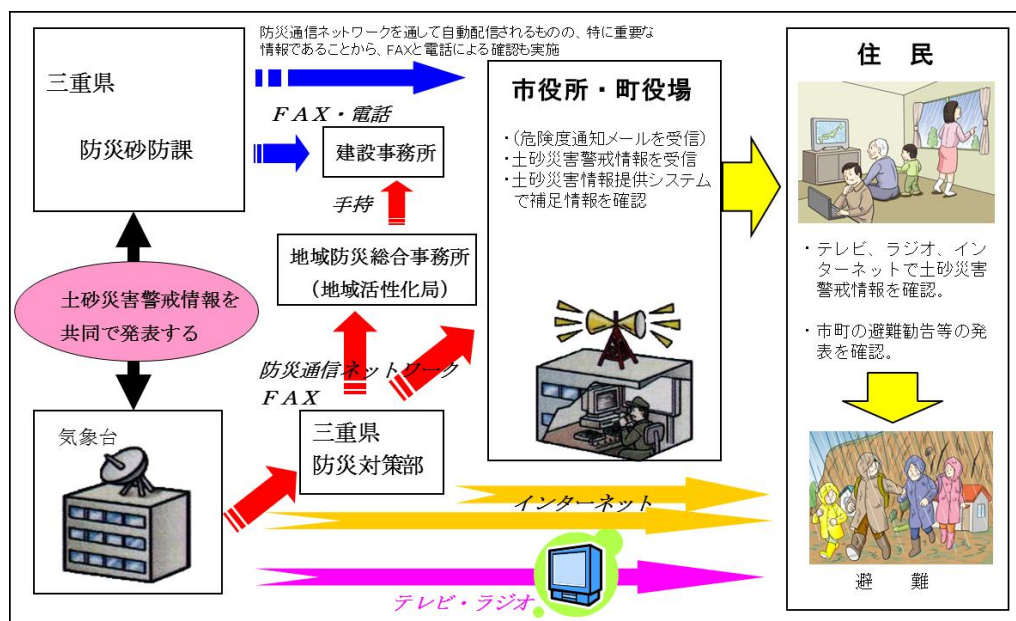 防災通信ネットワークを通して自動配信されるものの、特に重要な
情報であることから、FAXと電話による確認も実施
三重県
防災砂防課
ＦＡＸ・電話
建設事務所
手持
地域防災総合事務所
（地域活性化局）
土砂災害警戒情報を
共同で発表する
防災通信ネットワーク
ＦＡＸ
気象台
三重県
防災対策部
市役所・町役場
・(危険度通知メールを受信)
・土砂災害警戒情報を受信
・土砂災害情報提供システム
で補足情報を確認
インターネット
テレビ・ラジオ
住　民
・テレビ、ラジオ、イン
ターネットで土砂災害
警戒情報を確認。
・市町の避難勧告等の発
表を確認。
避　難